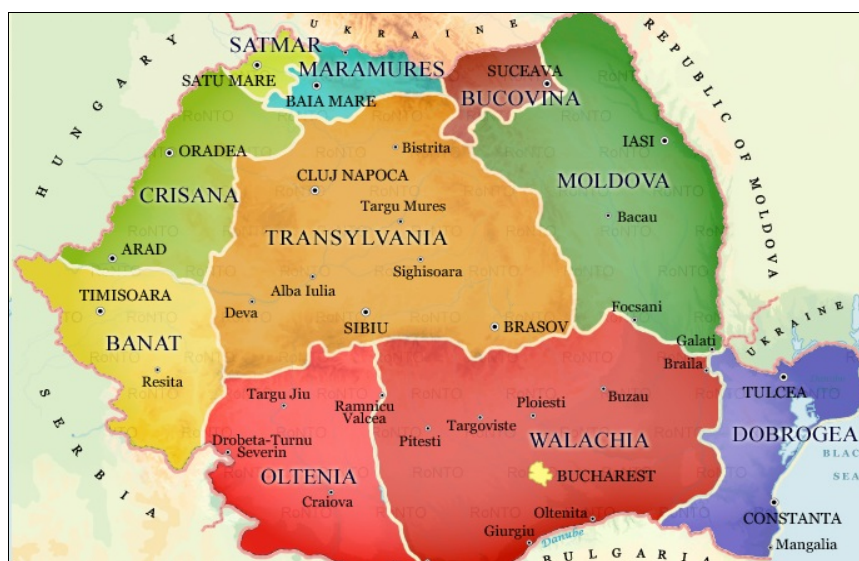 UKRAINE
HUNGARY
REPUBLIC OF MOLDOVA
SATMAR
SATU MARE
MARAMURES
BAIA MARE
SUCEAVA
BUCOVINA
ORADEA
CRISANA
ARAD
Bistrita
CLUJ NAPOCA
Targu Mures
TRANSYLVANIA
Sighisoara
Alba Iulia
Deva
SIBIU
BRASOV
IASI
MOLDOVA
Bacau
Focsani
Galati
UKRAINE
TIMISOARA
BANAT
Resita
SERBIA
Targu Jiu
Ramnicu
Valcea
Drobeta-Turnu
Severin
OLTENIA
Craiova
Braila
Buzau
Ploiesti
Targoviste
Pitesti
WALACHIA
BUCHAREST
Oltenita
Giurgiu
Danube
BULGARIA
TULCEA
DOBROGEA
BLACK
SEA
CONSTANTA
Mangalia
RoNTO